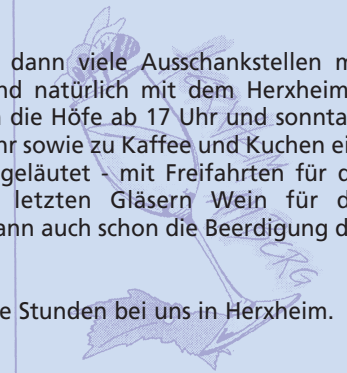 dann viele Ausschankstellen m
nd natürlich mit dem Herxheim
die Höfe ab 17 Uhr und sonnta
hr sowie zu Kaffee und Kuchen ei
geläutet - mit Freifahrten für d
letzten Gläsern Wein für d
ann auch schon die Beerdigung d
e Stunden bei uns in Herxheim.